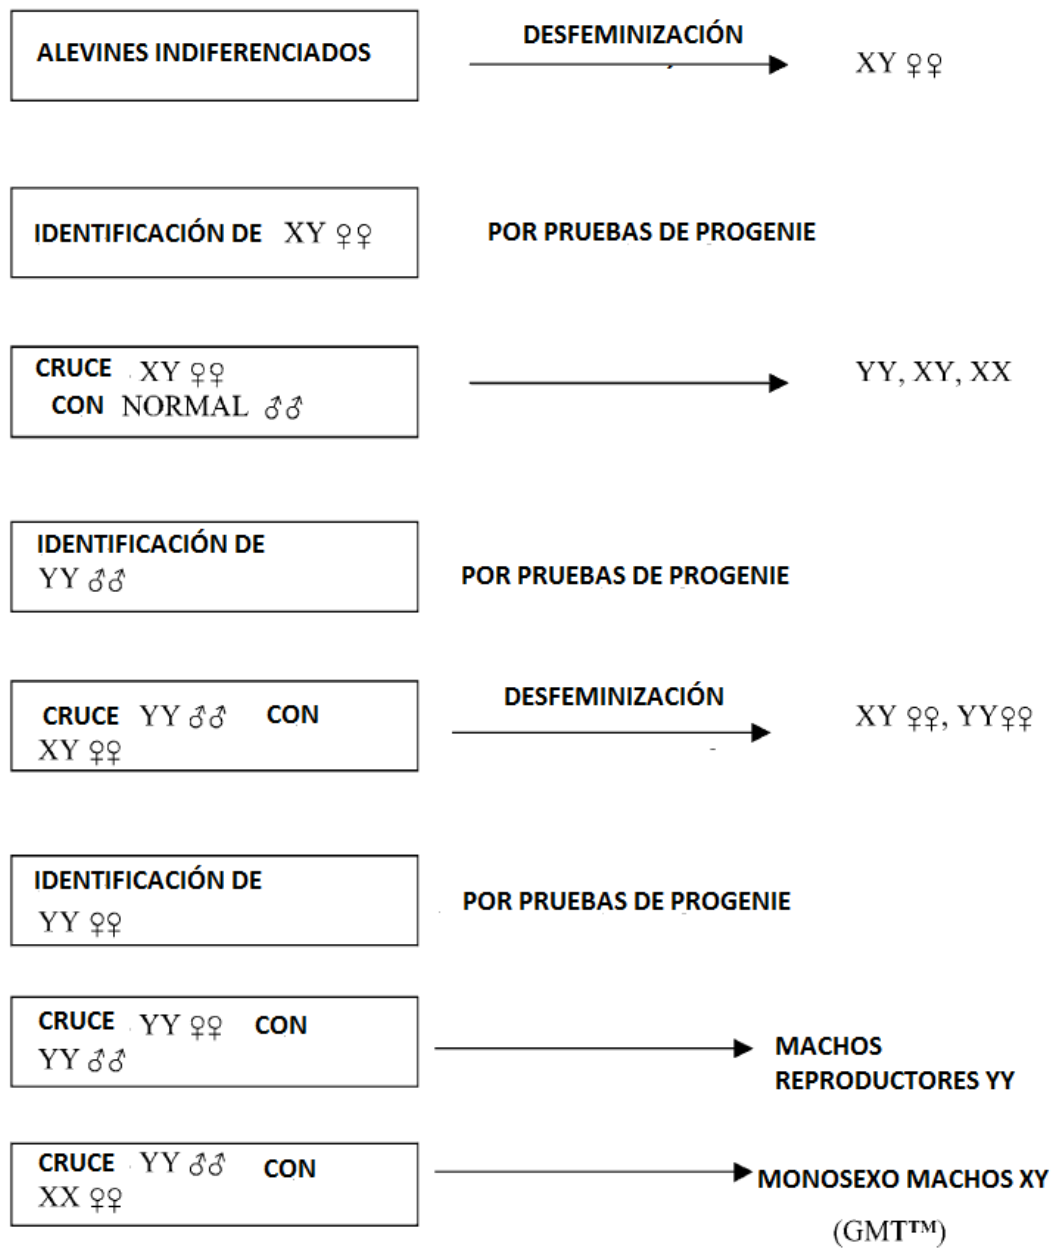 ALEVINES INDIFERENCIADOS
DESFEMINIZACIÓN
XY ♀♀
IDENTIFICACIÓN DE XY ♀♀
POR PRUEBAS DE PROGENIE
CRUCE XY ♀♀
CON NORMAL ♂♂
YY, XY, XX
IDENTIFICACIÓN DE
YY ♂♂
POR PRUEBAS DE PROGENIE
CRUCE YY ♂♂ CON
XY ♀♀
DESFEMINIZACIÓN
XY ♀♀, YY♀♀
IDENTIFICACIÓN DE
YY ♀♀
POR PRUEBAS DE PROGENIE
CRUCE YY ♀♀ CON
YY ♂♂
MACHOS
REPRODUCTORES YY
CRUCE YY ♂♂ CON
XX ♀♀
MONOSEXO MACHOS XY
(GMT™)